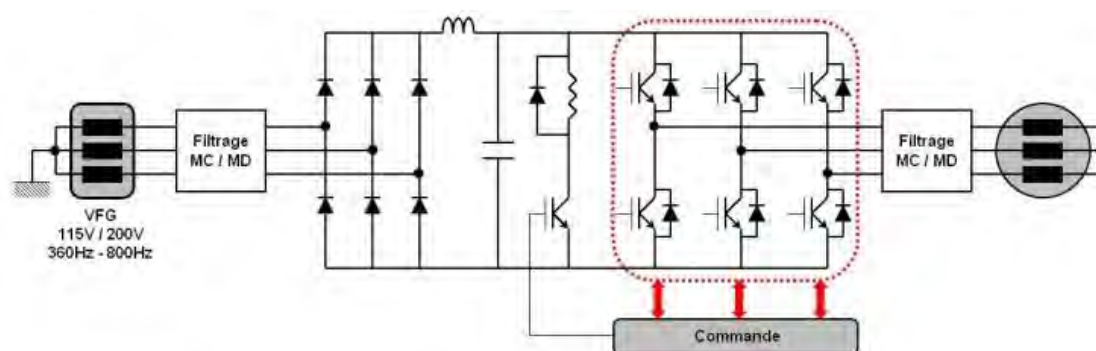 Filtrage
MC / MD
VFG
115V / 200V
360Hz - 800Hz
Filtrage
MC / MD
Commande